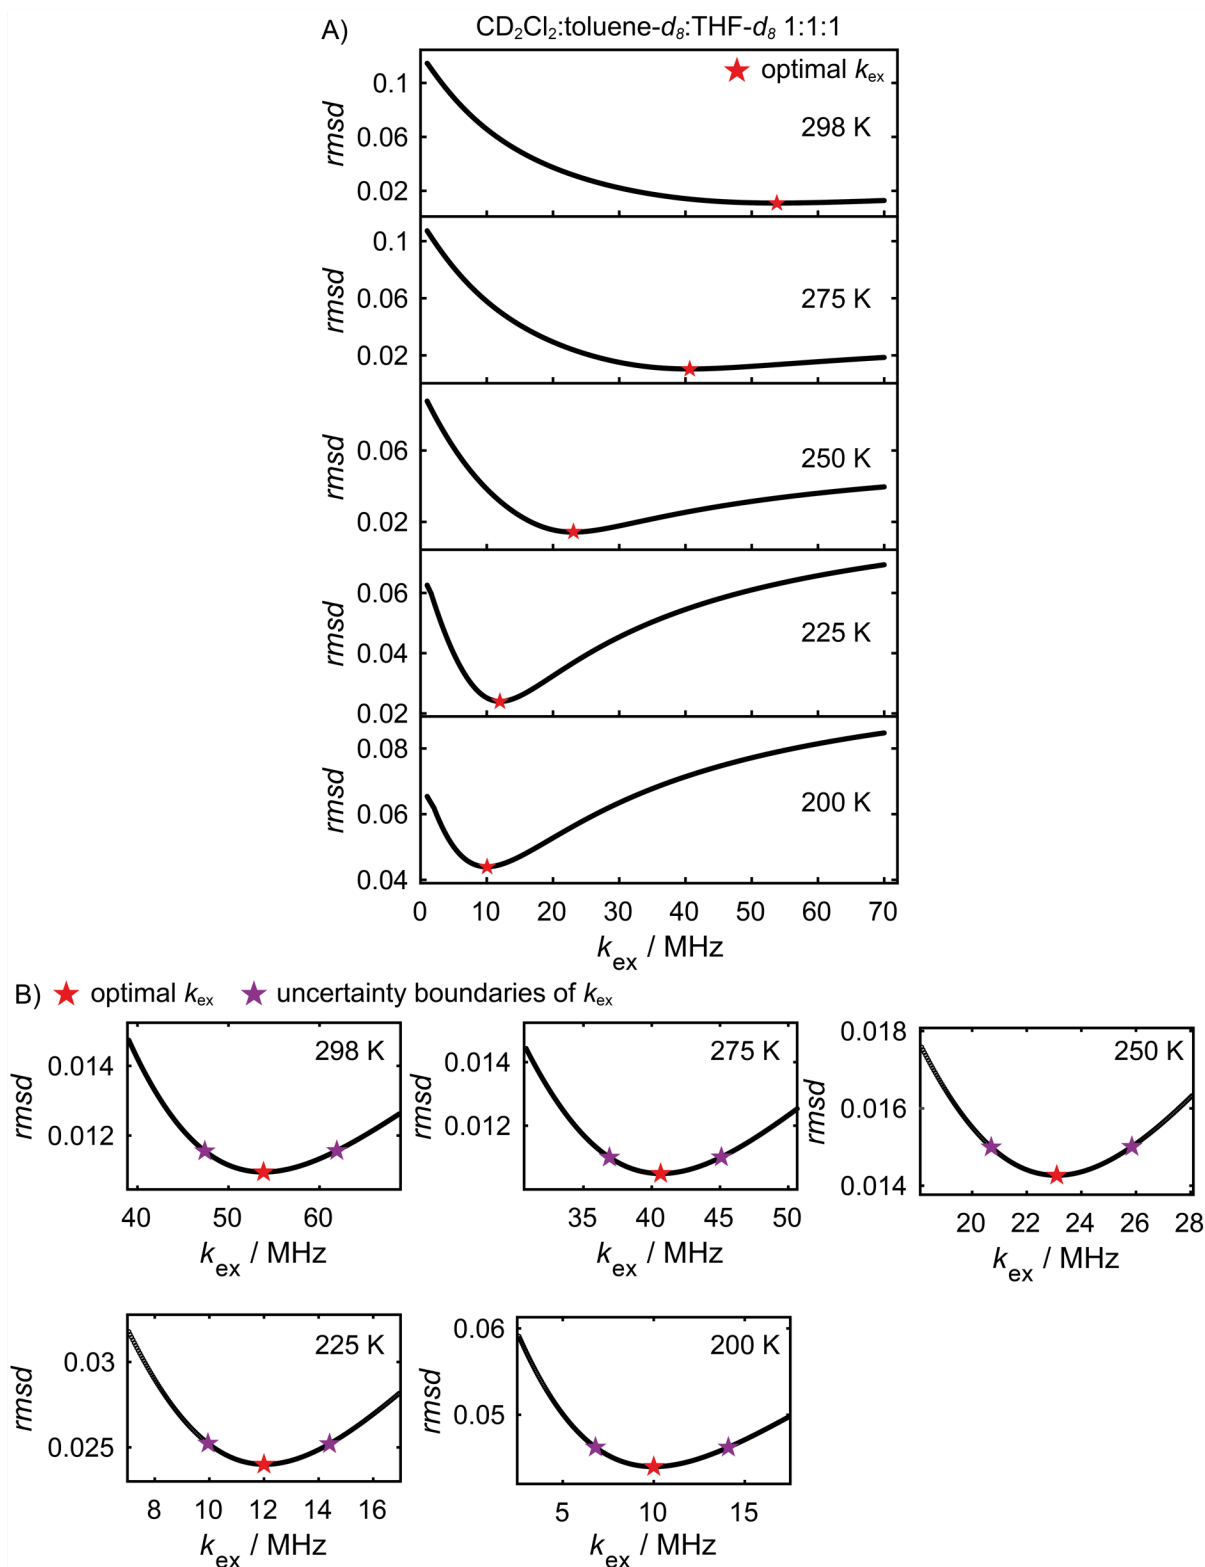 A)
CD₂Cl₂:toluene-d₈:THF-d₈ 1:1:1
optimal kₑₓ
298 K
rmsd
0.1
0.06
0.02
275 K
rmsd
0.1
0.06
0.02
250 K
rmsd
0.06
0.02
225 K
rmsd
0.06
0.04
0.02
200 K
rmsd
0.08
0.06
0.04
0 10 20 30 40 50 60 70
kₑₓ / MHz
B) optimal kₑₓ uncertainty boundaries of kₑₓ
298 K
rmsd
0.014
0.012
40 50 60
kₑₓ / MHz
275 K
rmsd
0.014
0.012
35 40 45 50
kₑₓ / MHz
250 K
rmsd
0.018
0.016
0.014
20 22 24 26 28
kₑₓ / MHz
225 K
rmsd
0.03
0.025
8 10 12 14 16
kₑₓ / MHz
200 K
rmsd
0.06
0.05
5 10 15
kₑₓ / MHz